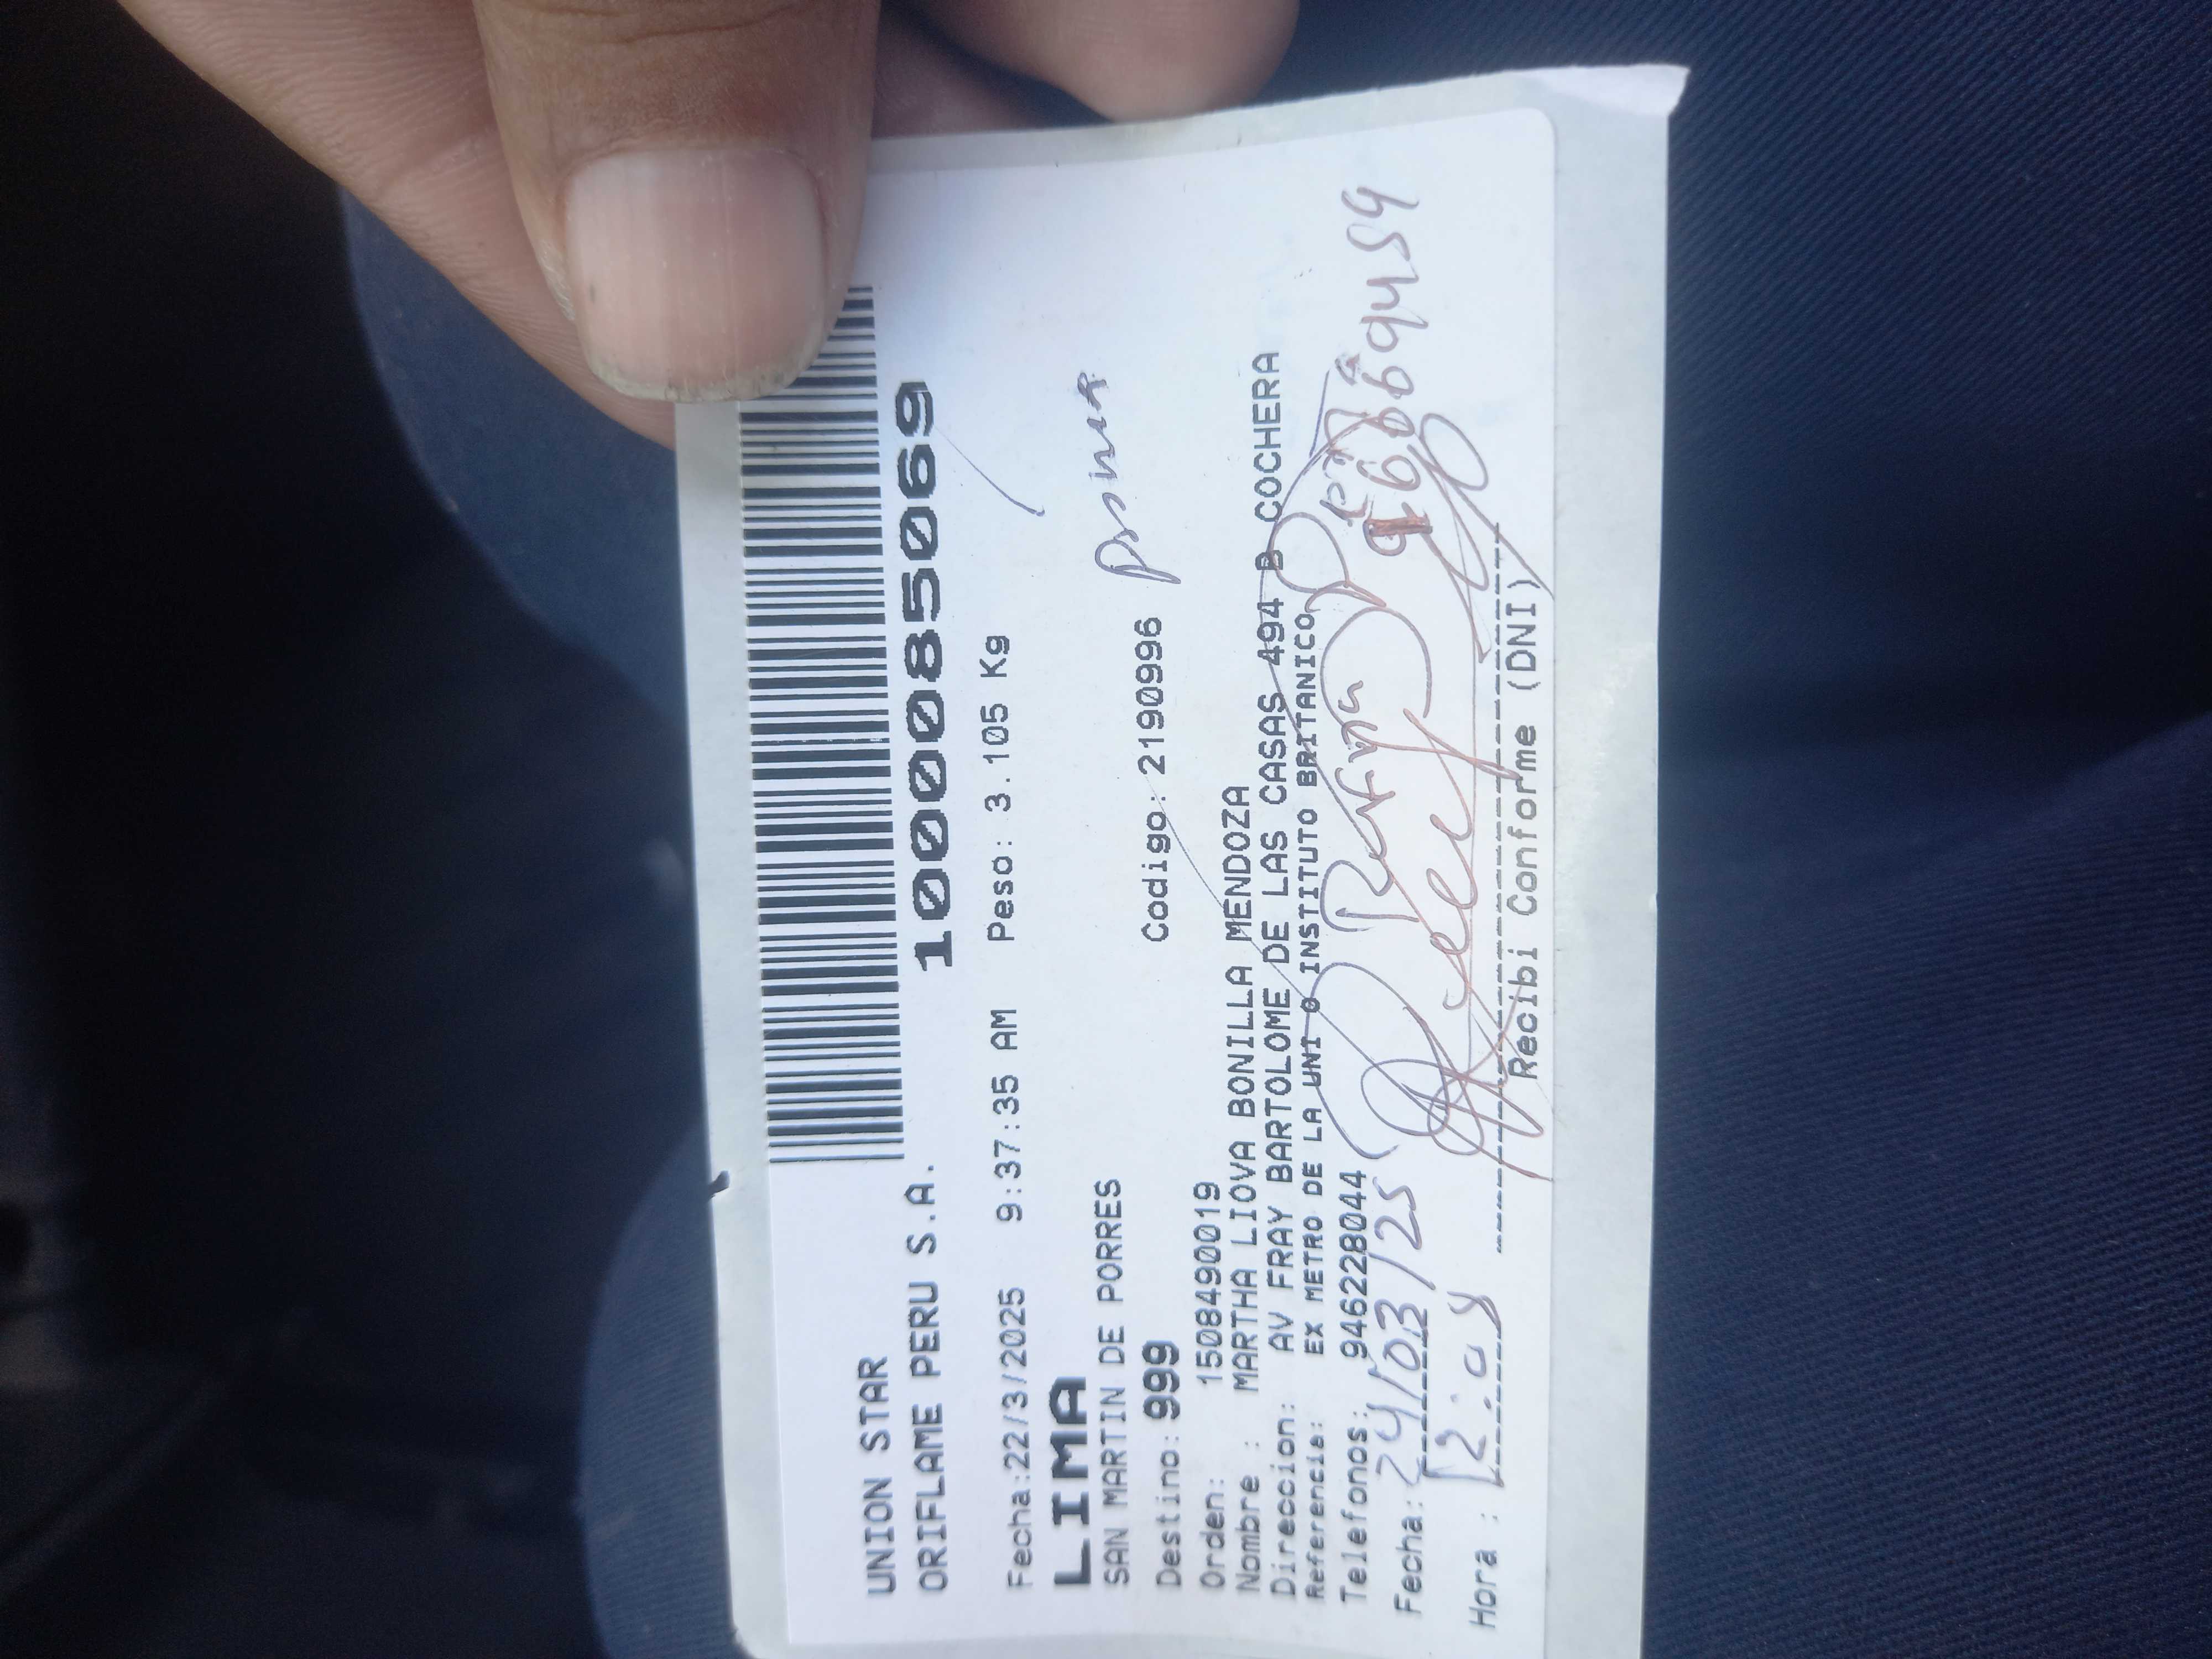 UNION STAR
ORIFLAME PERU S.A.
1000085069
Fecha:22/3/2025 9:37:35 AM Peso: 3.105 Kg
LIMA
SAN MARTIN DE PORRES
prima
Destino: 999 Codigo: 2190996
Orden: 1508490019
Nombre : MARTHA LIOVA BONILLA MENDOZA
Direccion: AV FRAY BARTOLOME DE LAS CASAS 494 B COCHERA
Referencia: EX METRO DE LA UNI O INSTITUTO BRITANICO
Telefonos: 946228044
Fecha: 24/03/25
Hora : 12:08
Recibi Conforme (DNI)